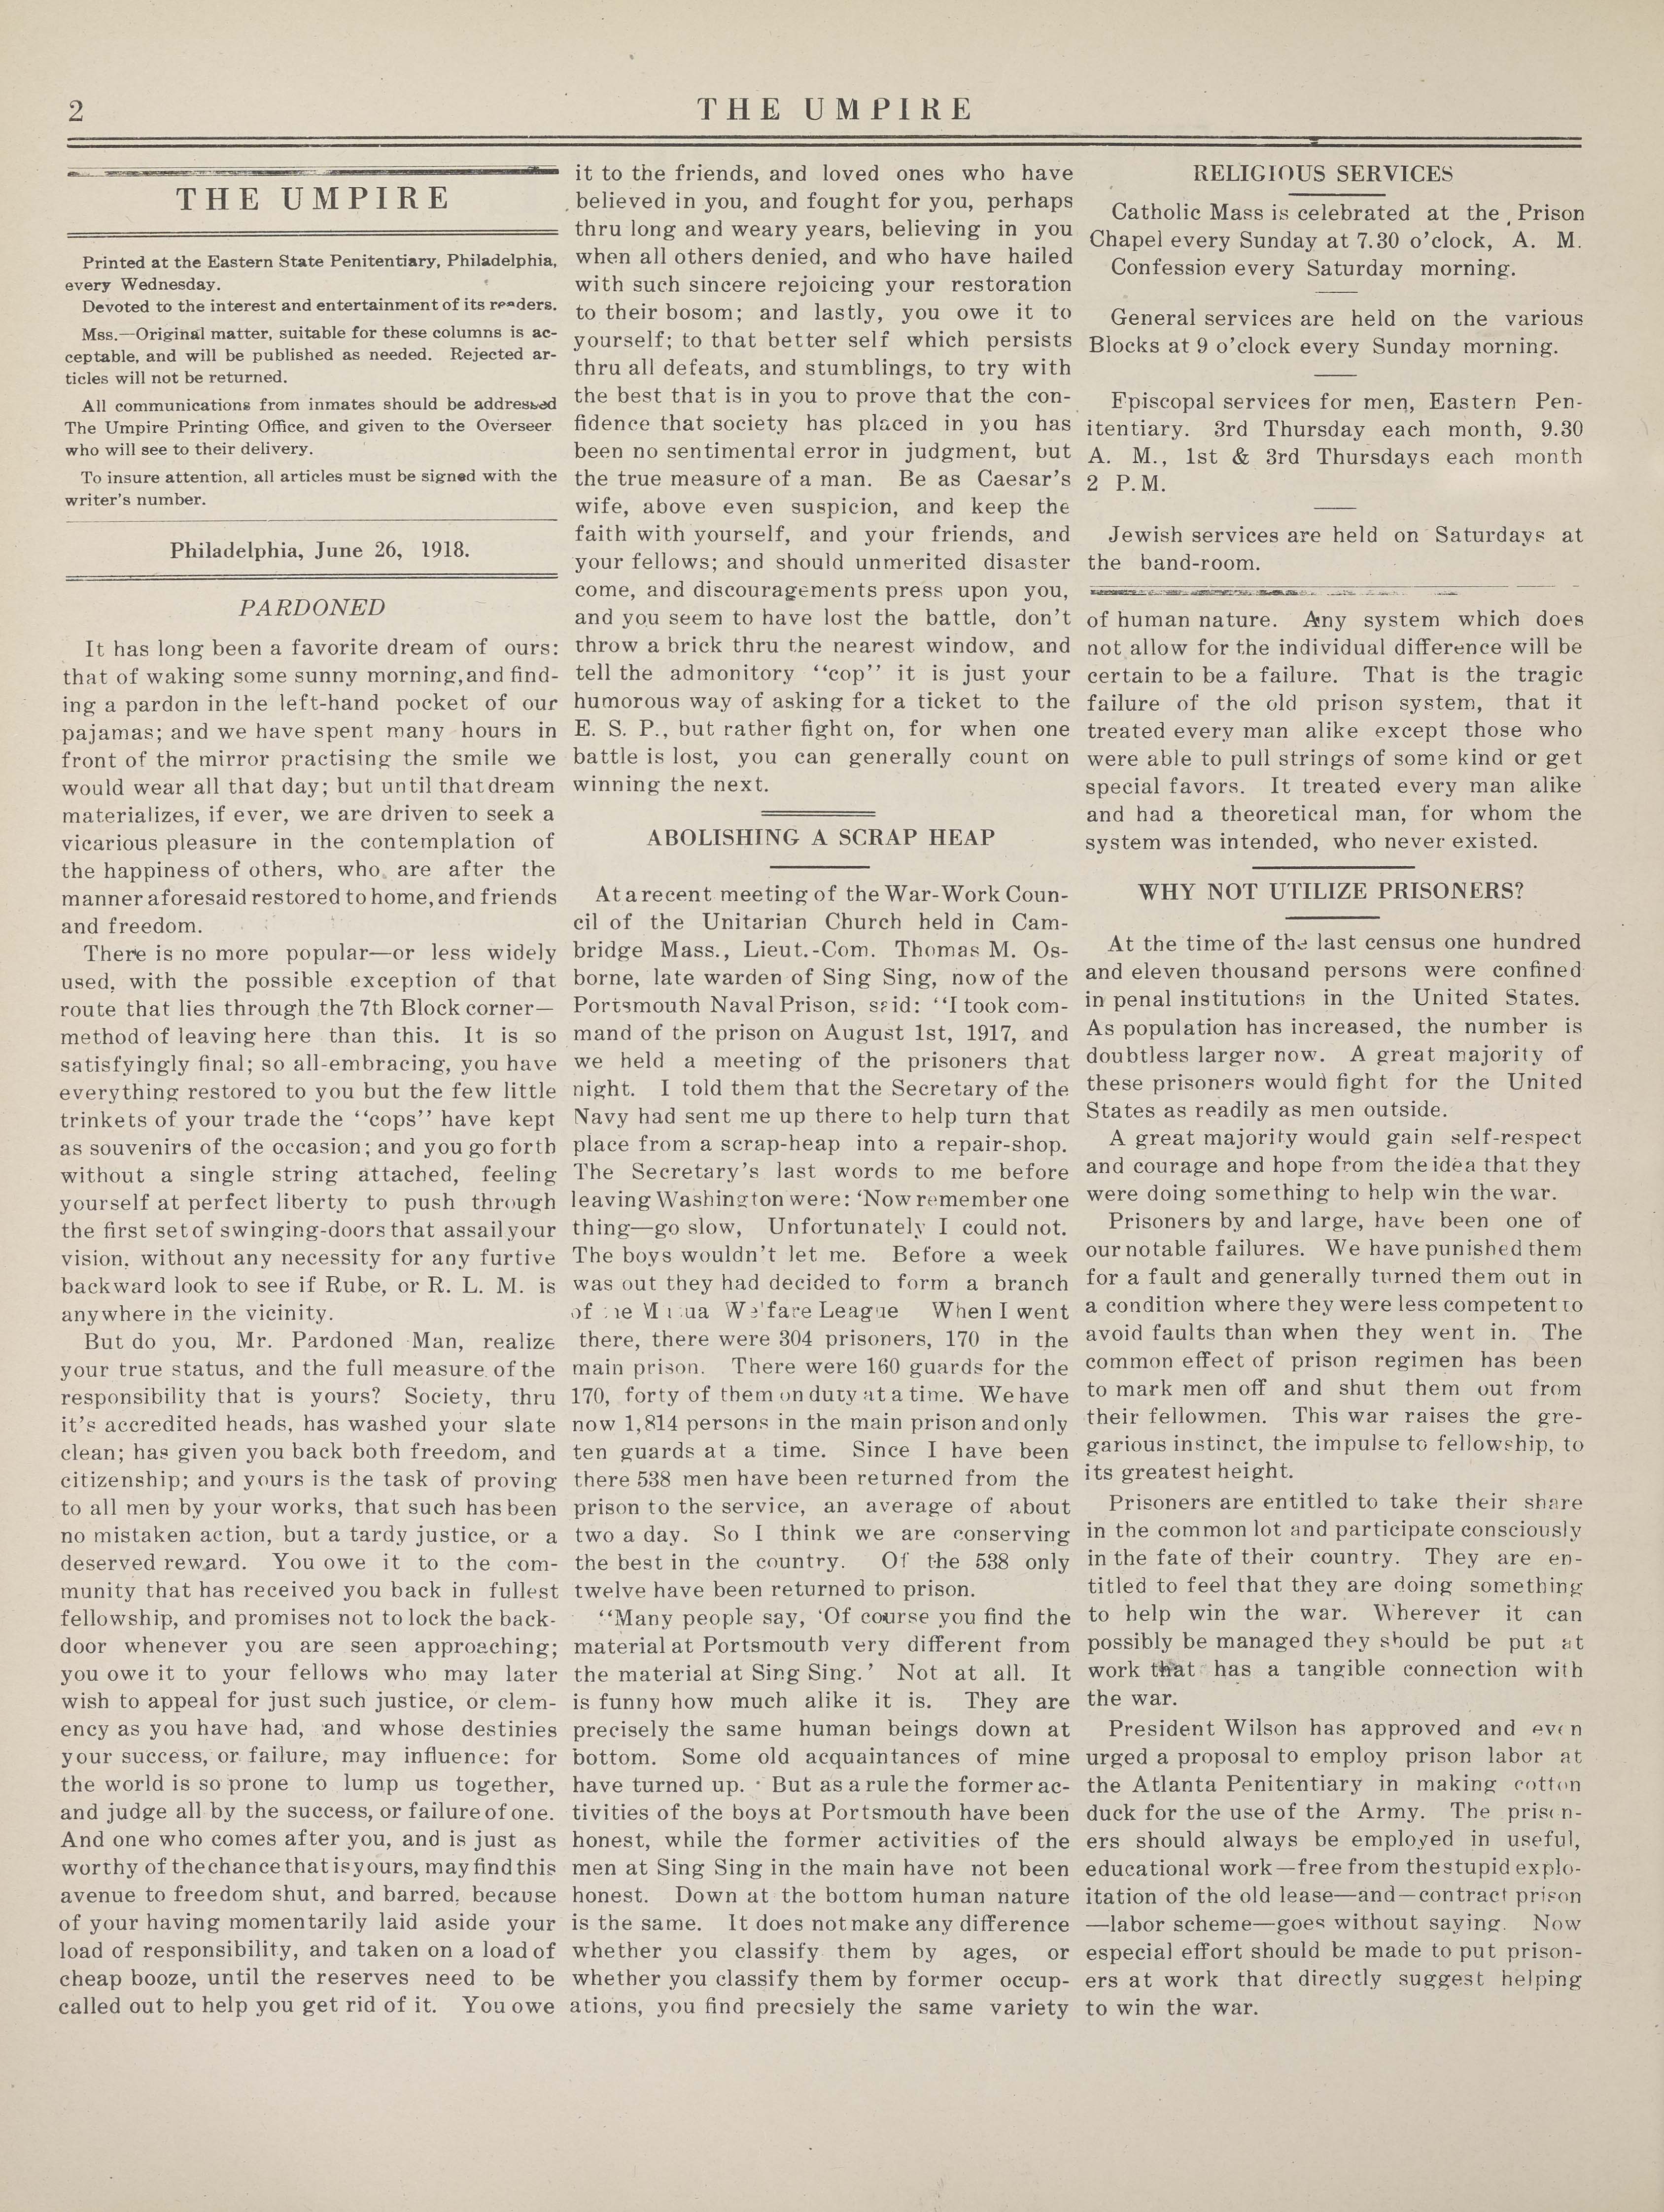 2
THE UMPIRE
THE UMPIRE
Printed at the Eastern State Penitentiary, Philadelphia,
every Wednesday.
Devoted to the interest and entertainment of its readers.
Mss.—Original matter, suitable for these columns is ac-
ceptable, and will be published as needed. Rejected ar-
ticles will not be returned.
All communications from inmates should be addressed
The Umpire Printing Office, and given to the Overseer
who will see to their delivery.
To insure attention, all articles must be signed with the
writer's number.
Philadelphia, June 26, 1918.
PARDONED
It has long been a favorite dream of ours:
that of waking some sunny morning, and find-
ing a pardon in the left-hand pocket of our
pajamas; and we have spent many hours in
front of the mirror practising the smile we
would wear all that day; but until that dream
materializes, if ever, we are driven to seek a
vicarious pleasure in the contemplation of
the happiness of others, who are after the
manner aforesaid restored to home, and friends
and freedom.
There is no more popular—or less widely
used, with the possible exception of that
route that lies through the 7th Block corner—
method of leaving here than this. It is so
satisfyingly final; so all-embracing, you have
everything restored to you but the few little
trinkets of your trade the "cops" have kept
as souvenirs of the occasion; and you go forth
without a single string attached, feeling
yourself at perfect liberty to push through
the first set of swinging-doors that assail your
vision, without any necessity for any furtive
backward look to see if Rube, or R. L. M. is
anywhere in the vicinity.
But do you, Mr. Pardoned Man, realize
your true status, and the full measure of the
responsibility that is yours? Society, thru
it's accredited heads, has washed your slate
clean; has given you back both freedom, and
citizenship; and yours is the task of proving
to all men by your works, that such has been
no mistaken action, but a tardy justice, or a
deserved reward. You owe it to the com-
munity that has received you back in fullest
fellowship, and promises not to lock the back-
door whenever you are seen approaching;
you owe it to your fellows who may later
wish to appeal for just such justice, or clem-
ency as you have had, and whose destinies
your success, or failure, may influence: for
the world is so prone to lump us together,
and judge all by the success, or failure of one.
And one who comes after you, and is just as
worthy of the chance that is yours, may find this
avenue to freedom shut, and barred, because
of your having momentarily laid aside your
load of responsibility, and taken on a load of
cheap booze, until the reserves need to be
called out to help you get rid of it. You owe
it to the friends, and loved ones who have
believed in you, and fought for you, perhaps
thru long and weary years, believing in you
when all others denied, and who have hailed
with such sincere rejoicing your restoration
to their bosom; and lastly, you owe it to
yourself; to that better self which persists
thru all defeats, and stumblings, to try with
the best that is in you to prove that the con-
fidence that society has placed in you has
been no sentimental error in judgment, but
the true measure of a man. Be as Caesar's
wife, above even suspicion, and keep the
faith with yourself, and your friends, and
your fellows; and should unmerited disaster
come, and discouragements press upon you,
and you seem to have lost the battle, don't
throw a brick thru the nearest window, and
tell the admonitory "cop" it is just your
humorous way of asking for a ticket to the
E. S. P., but rather fight on, for when one
battle is lost, you can generally count on
winning the next.
ABOLISHING A SCRAP HEAP
At a recent meeting of the War-Work Coun-
cil of the Unitarian Church held in Cam-
bridge Mass., Lieut.-Com. Thomas M. Os-
borne, late warden of Sing Sing, now of the
Portsmouth Naval Prison, said: "I took com-
mand of the prison on August 1st, 1917, and
we held a meeting of the prisoners that
night. I told them that the Secretary of the
Navy had sent me up there to help turn that
place from a scrap-heap into a repair-shop.
The Secretary's last words to me before
leaving Washington were: 'Now remember one
thing—go slow, Unfortunately I could not.
The boys wouldn't let me. Before a week
was out they had decided to form a branch
of Welfare League When I went
there, there were 304 prisoners, 170 in the
main prison. There were 160 guards for the
170, forty of them on duty at a time. We have
now 1,814 persons in the main prison and only
ten guards at a time. Since I have been
there 538 men have been returned from the
prison to the service, an average of about
two a day. So I think we are conserving
the best in the country. Of the 538 only
twelve have been returned to prison.
"Many people say, 'Of course you find the
material at Portsmouth very different from
the material at Sing Sing.' Not at all. It
is funny how much alike it is. They are
precisely the same human beings down at
bottom. Some old acquaintances of mine
have turned up. But as a rule the former ac-
tivities of the boys at Portsmouth have been
honest, while the former activities of the
men at Sing Sing in the main have not been
honest. Down at the bottom human nature
is the same. It does not make any difference
whether you classify them by ages, or
whether you classify them by former occup-
ations, you find precsiely the same variety
RELIGIOUS SERVICES
Catholic Mass is celebrated at the Prison
Chapel every Sunday at 7.30 o'clock, A. M.
Confession every Saturday morning.
General services are held on the various
Blocks at 9 o'clock every Sunday morning.
Episcopal services for men, Eastern Pen-
itentiary. 3rd Thursday each month, 9.30
A. M., 1st & 3rd Thursdays each month
2 P. M.
Jewish services are held on Saturdays at
the band-room.
of human nature. Any system which does
not allow for the individual difference will be
certain to be a failure. That is the tragic
failure of the old prison system, that it
treated every man alike except those who
were able to pull strings of some kind or get
special favors. It treated every man alike
and had a theoretical man, for whom the
system was intended, who never existed.
WHY NOT UTILIZE PRISONERS?
At the time of the last census one hundred
and eleven thousand persons were confined
in penal institutions in the United States.
As population has increased, the number is
doubtless larger now. A great majority of
these prisoners would fight for the United
States as readily as men outside.
A great majority would gain self-respect
and courage and hope from the idea that they
were doing something to help win the war.
Prisoners by and large, have been one of
our notable failures. We have punished them
for a fault and generally turned them out in
a condition where they were less competent to
avoid faults than when they went in. The
common effect of prison regimen has been
to mark men off and shut them out from
their fellowmen. This war raises the gre-
garious instinct, the impulse to fellowship, to
its greatest height.
Prisoners are entitled to take their share
in the common lot and participate consciously
in the fate of their country. They are en-
titled to feel that they are doing something
to help win the war. Wherever it can
possibly be managed they should be put at
work that has a tangible connection with
the war.
President Wilson has approved and even
urged a proposal to employ prison labor at
the Atlanta Penitentiary in making cotton
duck for the use of the Army. The prison-
ers should always be employed in useful,
educational work—free from the stupid explo-
itation of the old lease—and—contract prison
—labor scheme—goes without saying. Now
especial effort should be made to put prison-
ers at work that directly suggest helping
to win the war.